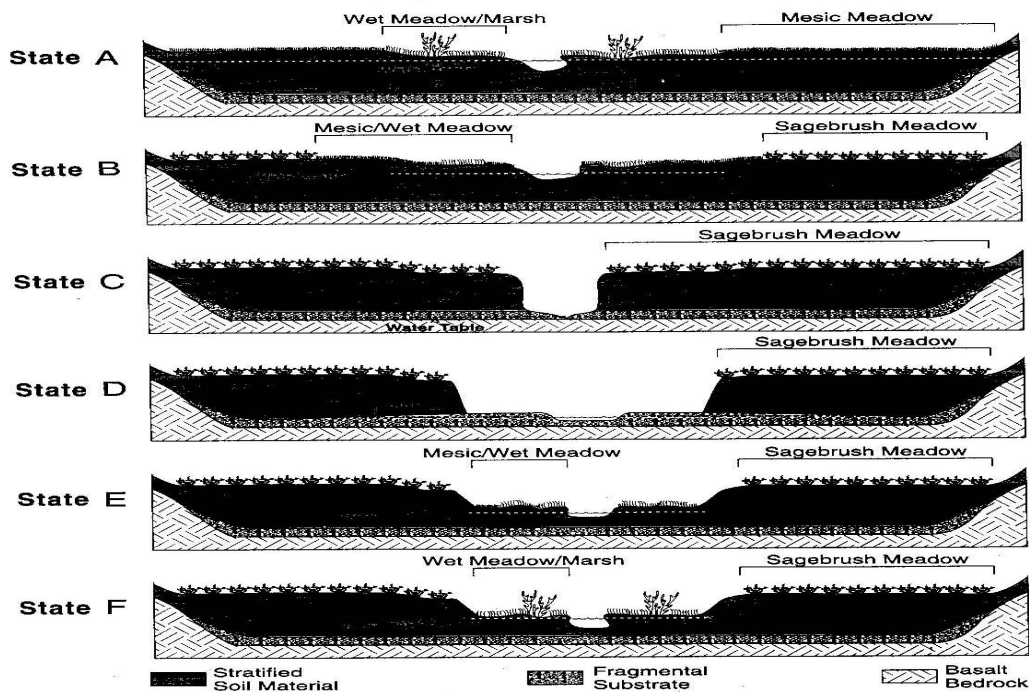 Wet Meadow/Marsh
Mesic Meadow
State A
Mesic/Wet Meadow
Sagebrush Meadow
State B
Sagebrush Meadow
State C
Water Table
Sagebrush Meadow
State D
Mesic/Wet Meadow
Sagebrush Meadow
State E
Wet Meadow/Marsh
Sagebrush Meadow
State F
Stratified
Soil Material
Fragmental
Substrate
Basalt
Bedrock